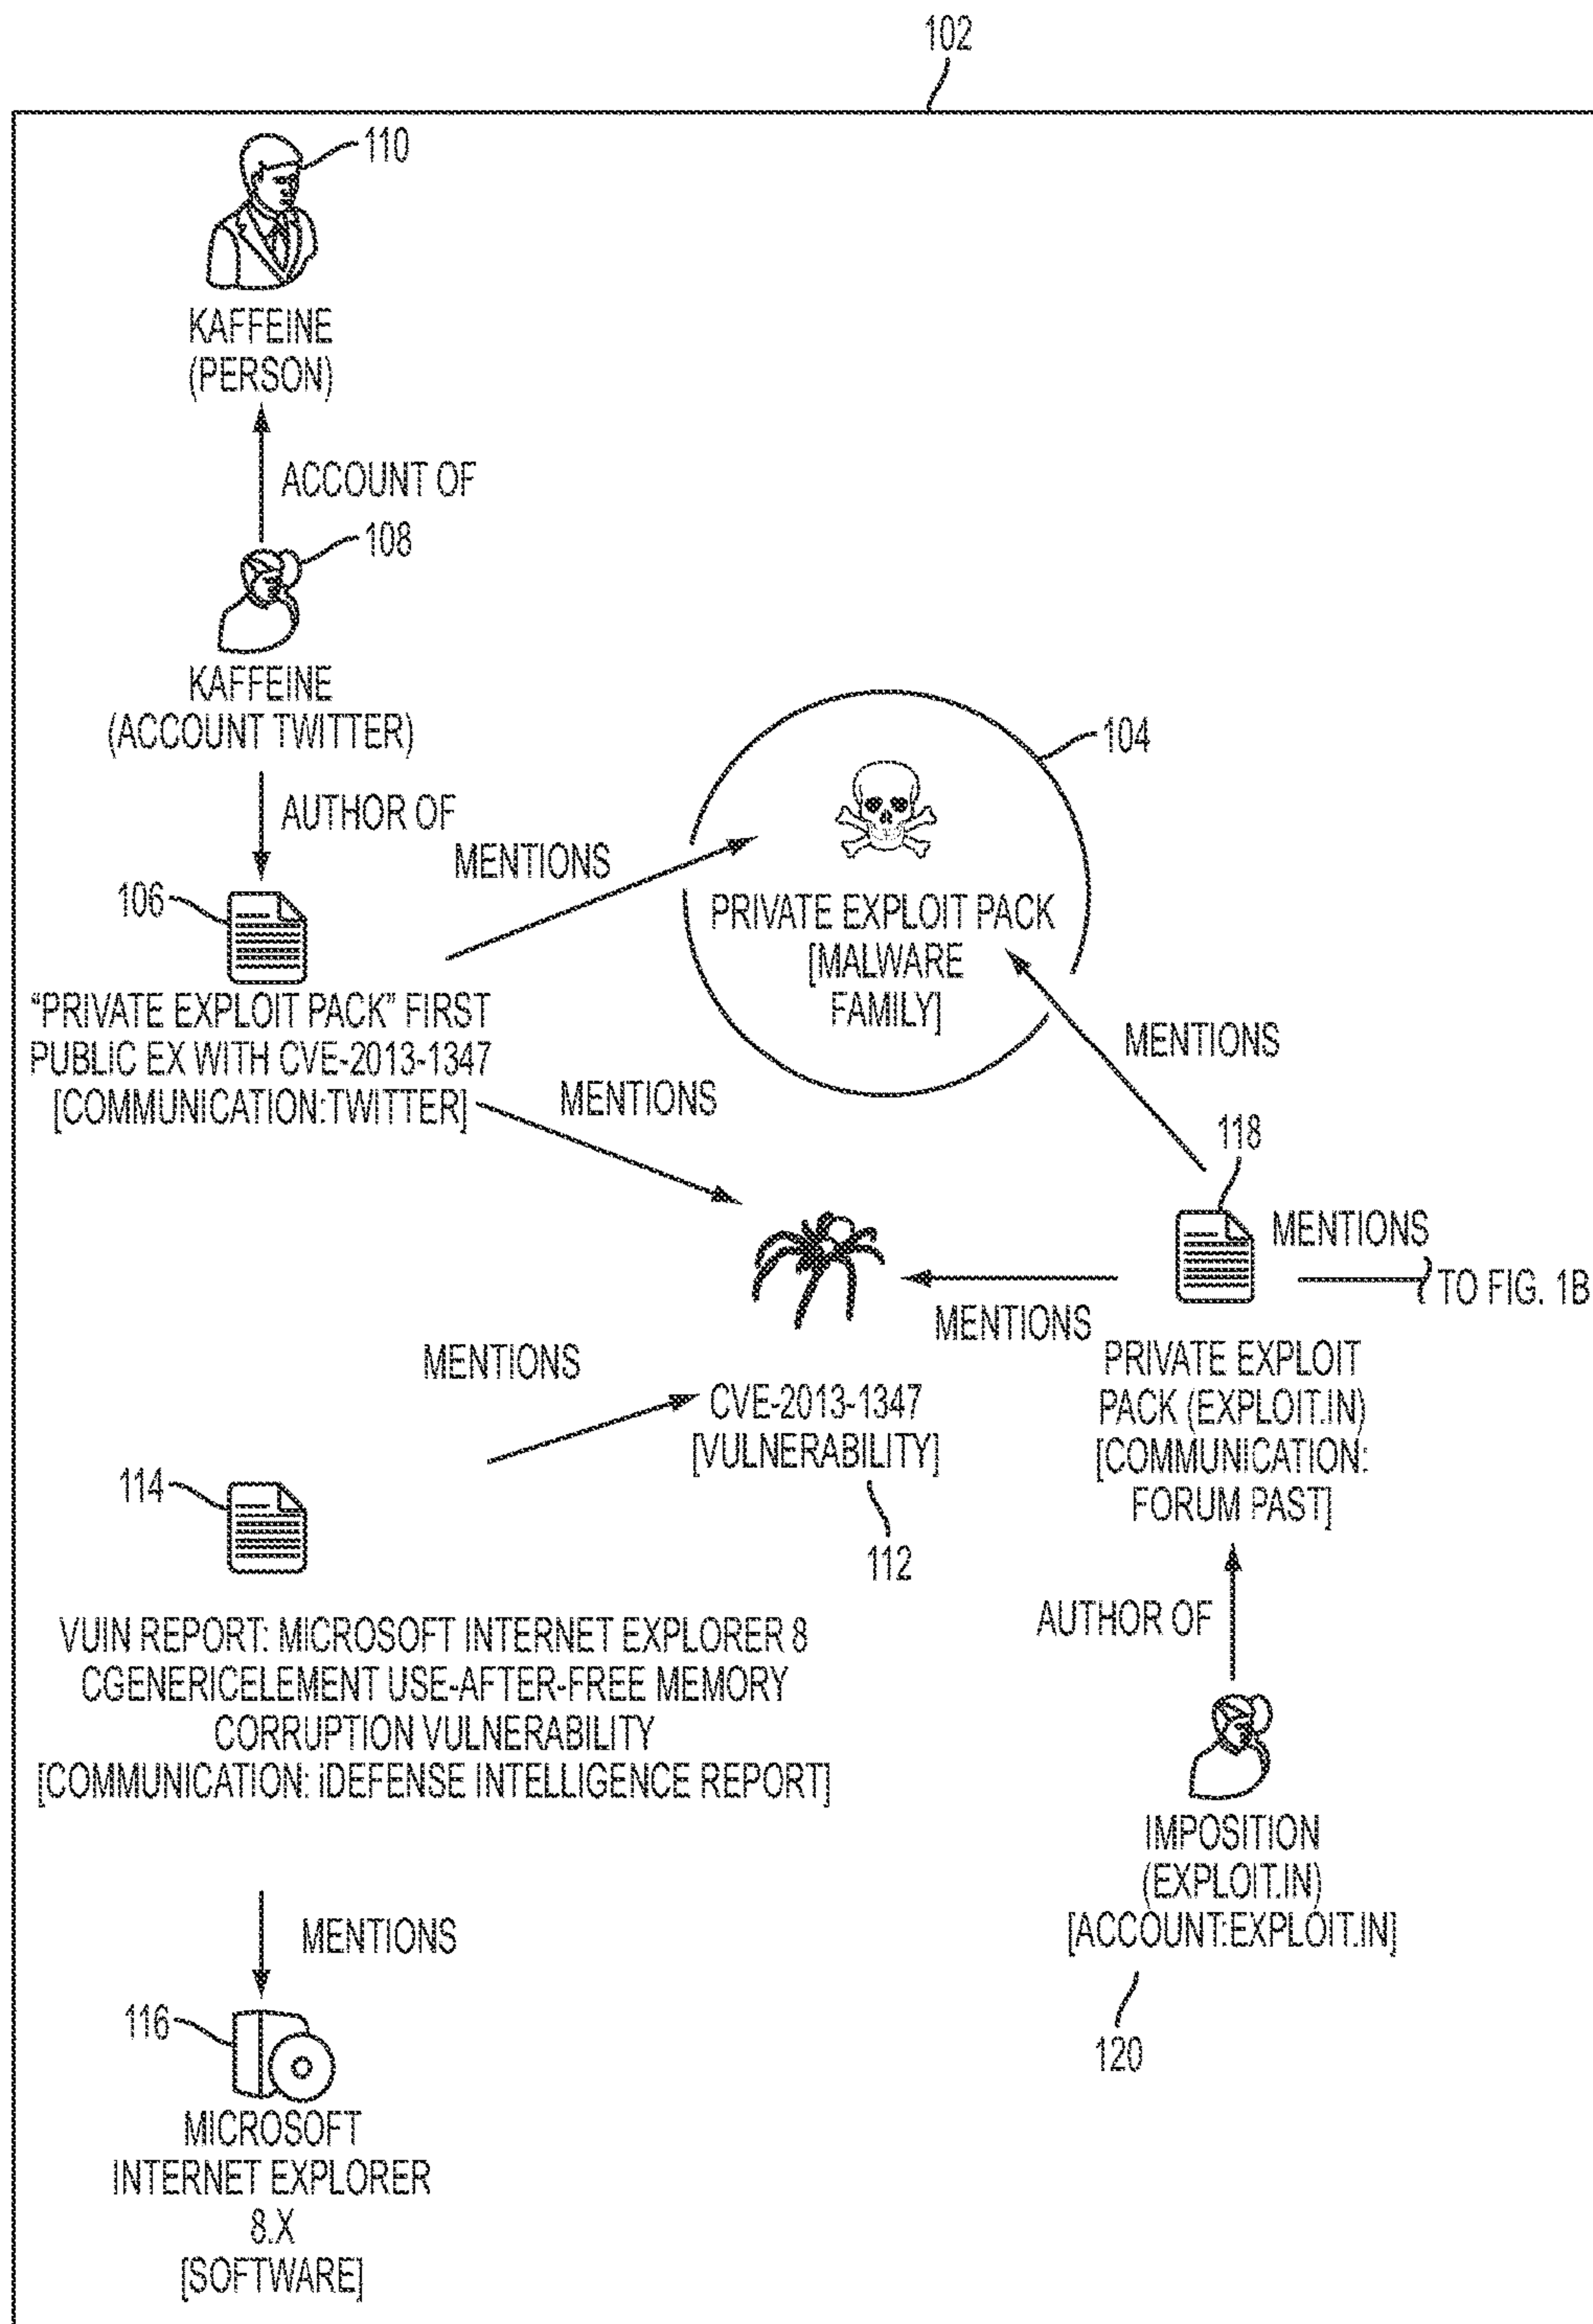 102
110
KAFFEINE
(PERSON)
ACCOUNT OF
108
KAFFEINE
(ACCOUNT TWITTER)
AUTHOR OF
104
MENTIONS
106
PRIVATE EXPLOIT PACK
[MALWARE
FAMILY]
"PRIVATE EXPLOIT PACK" FIRST
PUBLIC EX WITH CVE-2013-1347
[COMMUNICATION:TWITTER]
MENTIONS
MENTIONS
118
MENTIONS
TO FIG. 1B
MENTIONS
MENTIONS
CVE-2013-1347
[VULNERABILITY]
112
PRIVATE EXPLOIT
PACK (EXPLOIT.IN)
[COMMUNICATION:
FORUM PAST]
114
VUIN REPORT: MICROSOFT INTERNET EXPLORER 8
CGENERICELEMENT USE-AFTER-FREE MEMORY
CORRUPTION VULNERABILITY
[COMMUNICATION: iDEFENSE INTELLIGENCE REPORT]
AUTHOR OF
IMPOSITION
(EXPLOIT.IN)
[ACCOUNT:EXPLOIT.IN]
120
MENTIONS
116
MICROSOFT
INTERNET EXPLORER
8.X
[SOFTWARE]